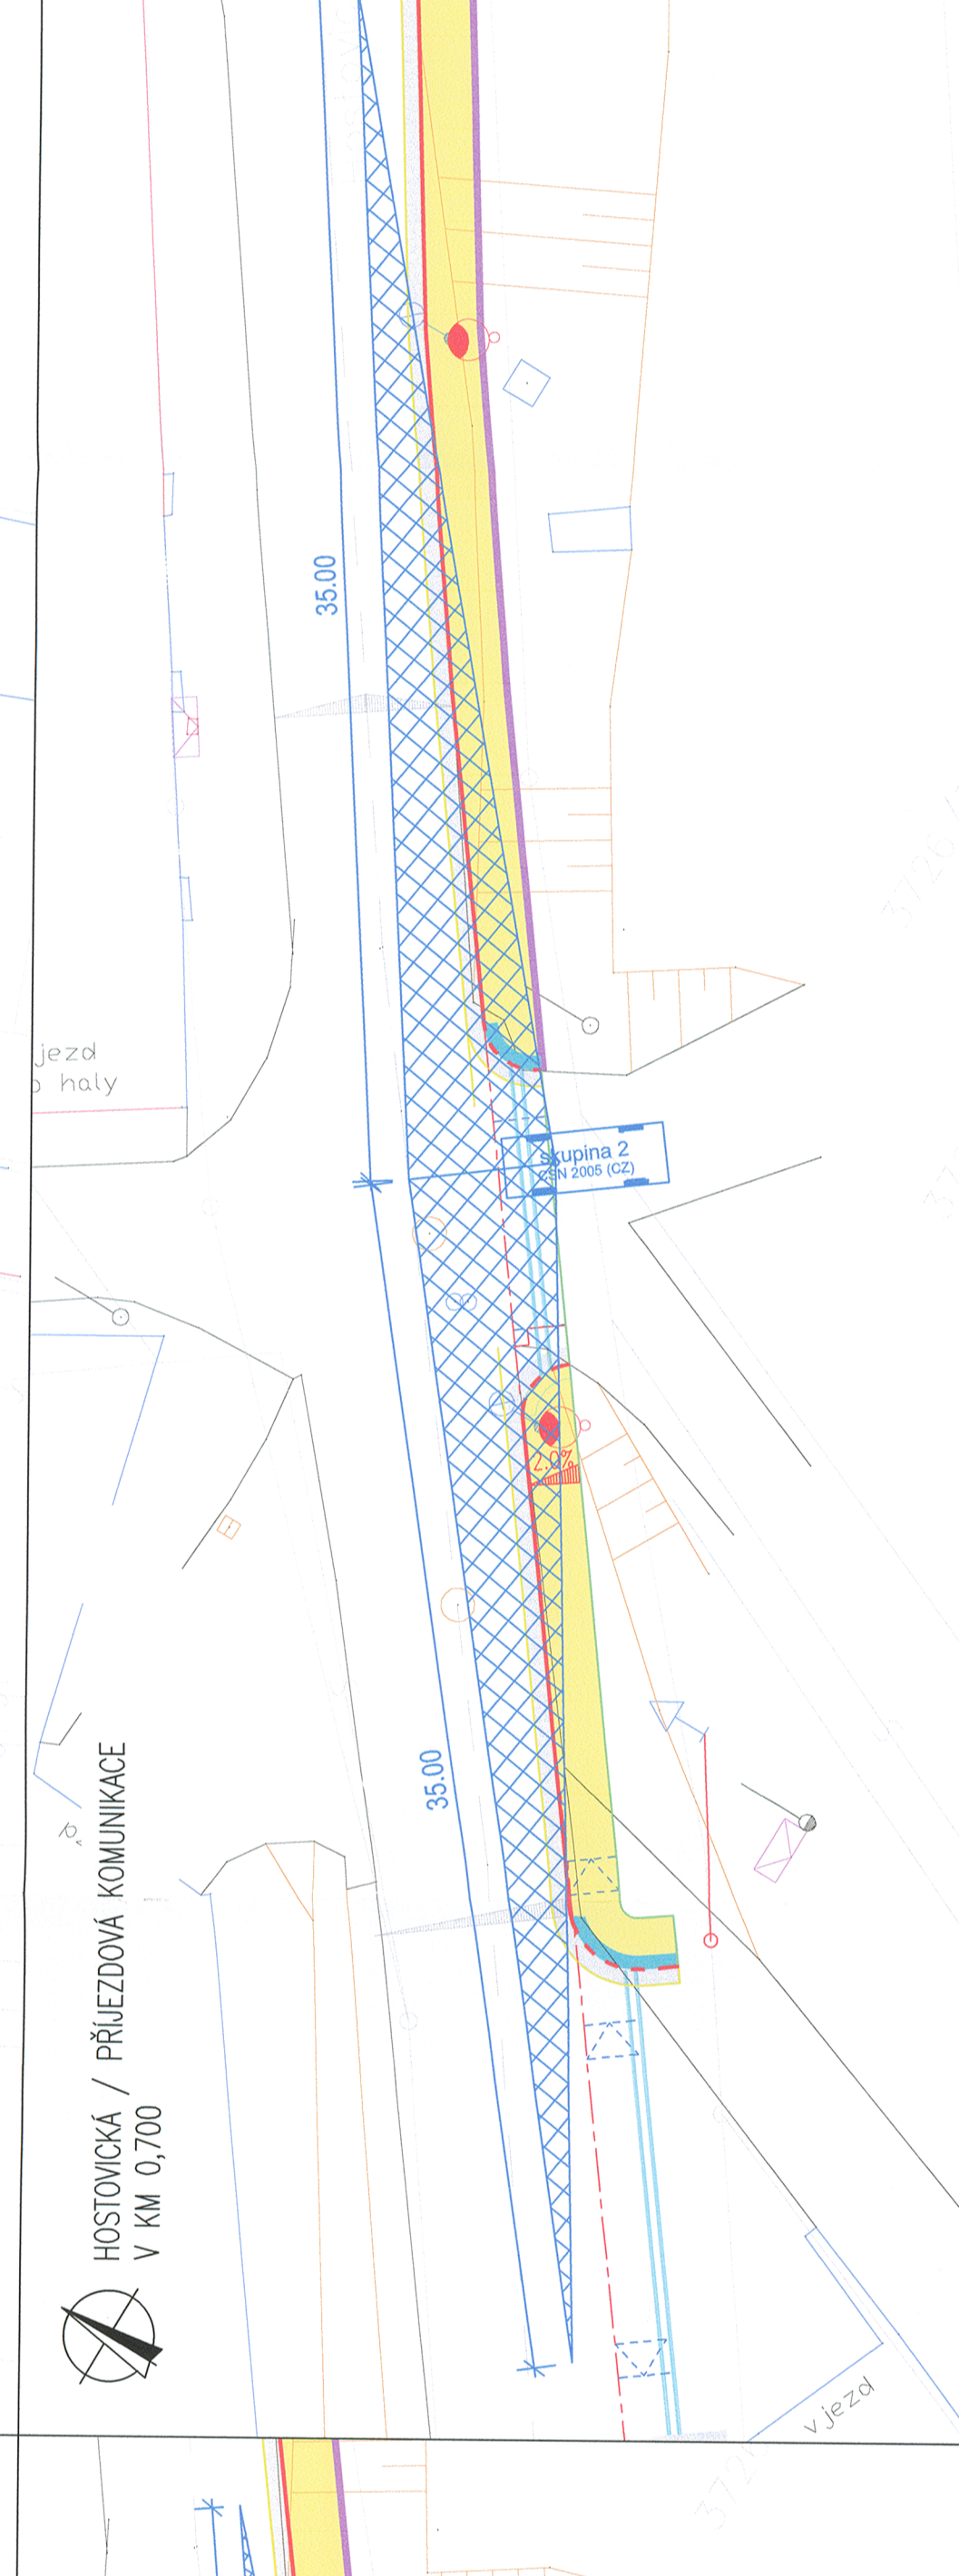 35.00
jezd
haly
skupina 2
ČSN 2005 (CZ)
2.0%
35.00
HOSTOVICKÁ / PŘÍJEZDOVÁ KOMUNIKACE
V KM 0,700
vjezd